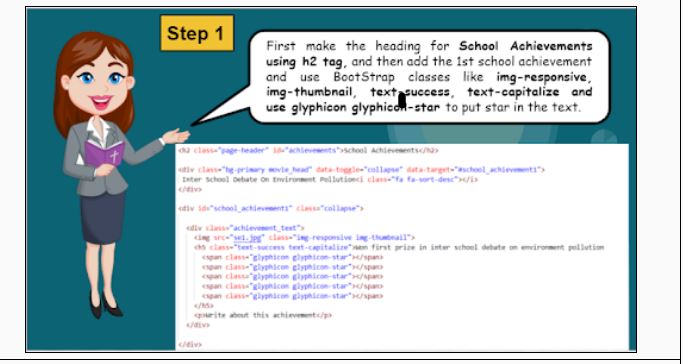 Step 1
First make the heading for School Achievements
using h2 tag, and then add the 1st school achievement
and use BootStrap classes like img-responsive,
img-thumbnail, text-success, text-capitalize and
use glyphicon glyphicon-star to put star in the text.
<h2 class="page-header" id="achievements">School Achievements</h2>
<div class="bg-primary movie_head" data-toggle="collapse" data-target="#school_achievement1">
Inter School Debate On Environment Pollution<i class="fa fa-sort-desc"></i>
</div>
<div id="school_achievement1" class="collapse">
<div class="achievement_text">
<img src="se1.jpg" class="img-responsive img-thumbnail">
<h5 class="text-success text-capitalize">Won first prize in inter school debate on environment pollution
<span class="glyphicon glyphicon-star"></span>
<span class="glyphicon glyphicon-star"></span>
<span class="glyphicon glyphicon-star"></span>
<span class="glyphicon glyphicon-star"></span>
<span class="glyphicon glyphicon-star"></span>
</h5>
<p>Write about this achievement</p>
</div>
</div>